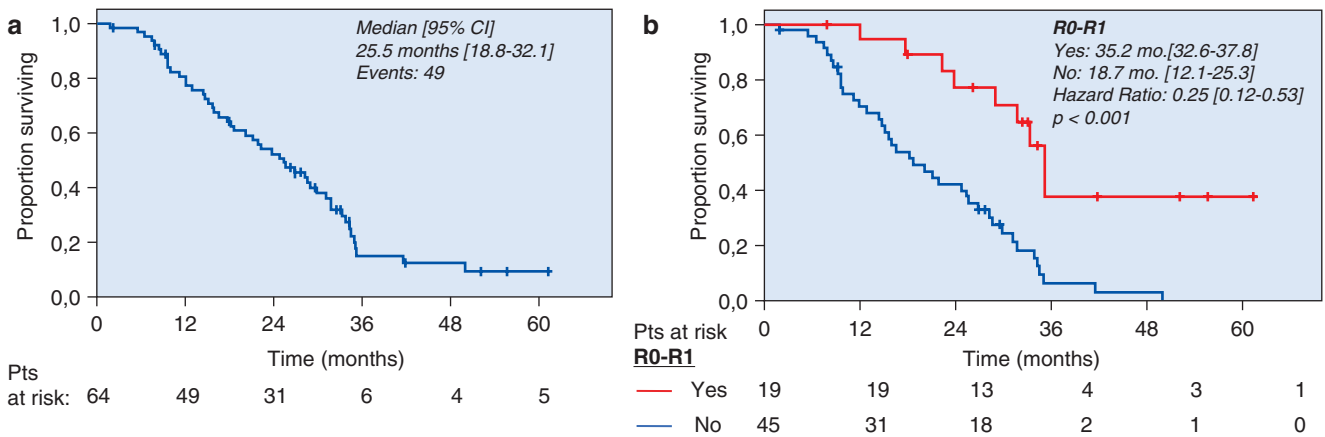 a
Median [95% CI]
25.5 months [18.8-32.1]
Events: 49
Proportion surviving
1,0
0,8
0,6
0,4
0,2
0,0
0 12 24 36 48 60
Time (months)
Pts
at risk: 64 49 31 6 4 5
b
R0-R1
Yes: 35.2 mo.[32.6-37.8]
No: 18.7 mo. [12.1-25.3]
Hazard Ratio: 0.25 [0.12-0.53]
p < 0.001
Proportion surviving
1,0
0,8
0,6
0,4
0,2
0,0
0 12 24 36 48 60
Time (months)
Pts at risk
R0-R1
Yes 19 19 13 4 3 1
No 45 31 18 2 1 0